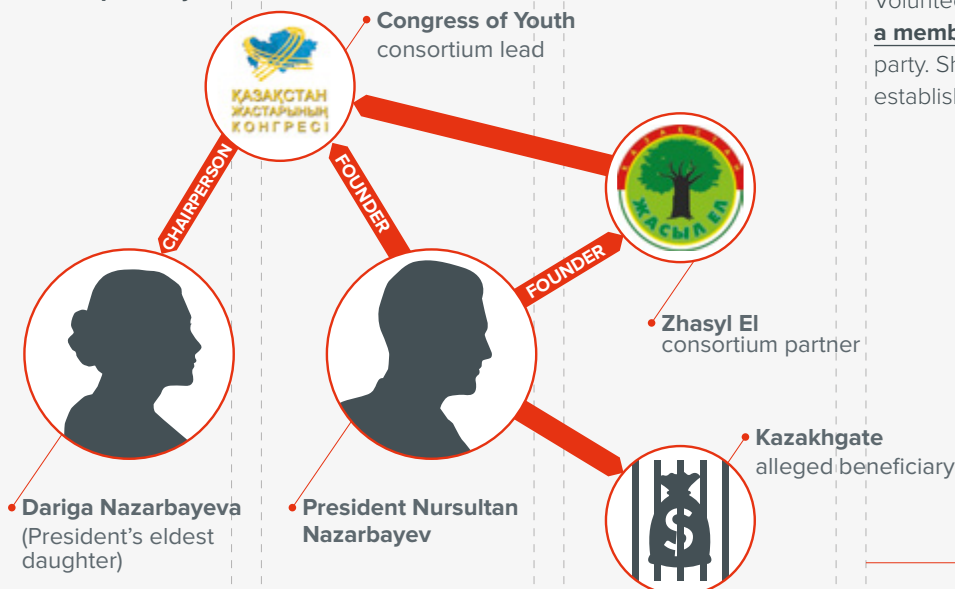 Congress of Youth
consortium lead
ҚАЗАҚСТАН
ЖАСТАРЫНЫҢ
КОНГРЕСІ
a memb
party. Sh
establish
CHAIRPERSON
FOUNDER
ҚАЗАҚСТАН
ЖАСЫЛ ЕЛ
FOUNDER
Zhasyl El
consortium partner
Kazakhgate
alleged beneficiary
$
Dariga Nazarbayeva
(President's eldest
daughter)
President Nursultan
Nazarbayev